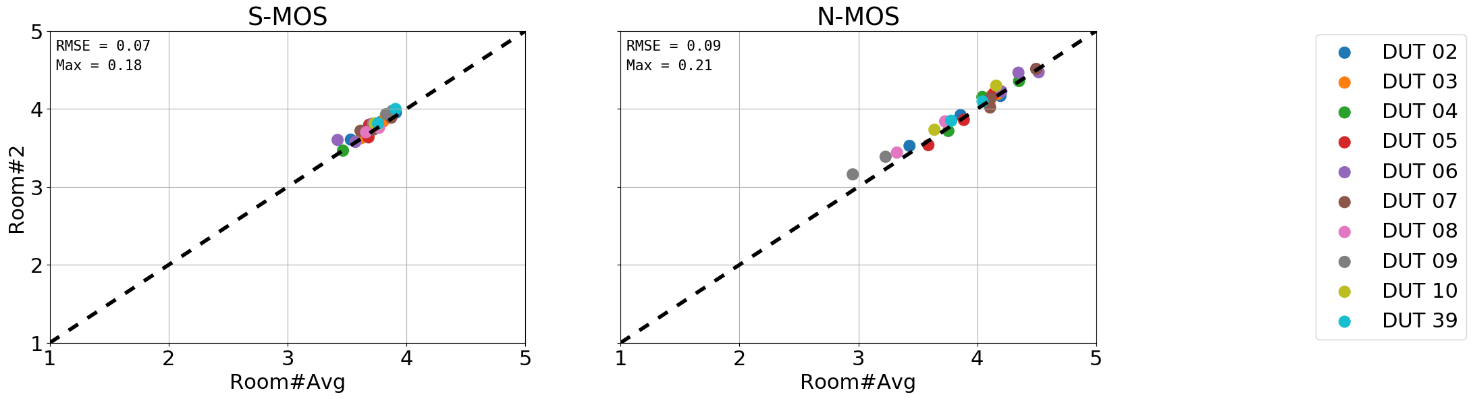 S-MOS
N-MOS
RMSE = 0.07
Max = 0.18
RMSE = 0.09
Max = 0.21
5
4
3
2
1
Room#2
1 2 3 4 5
1 2 3 4 5
Room#Avg
Room#Avg
DUT 02
DUT 03
DUT 04
DUT 05
DUT 06
DUT 07
DUT 08
DUT 09
DUT 10
DUT 39